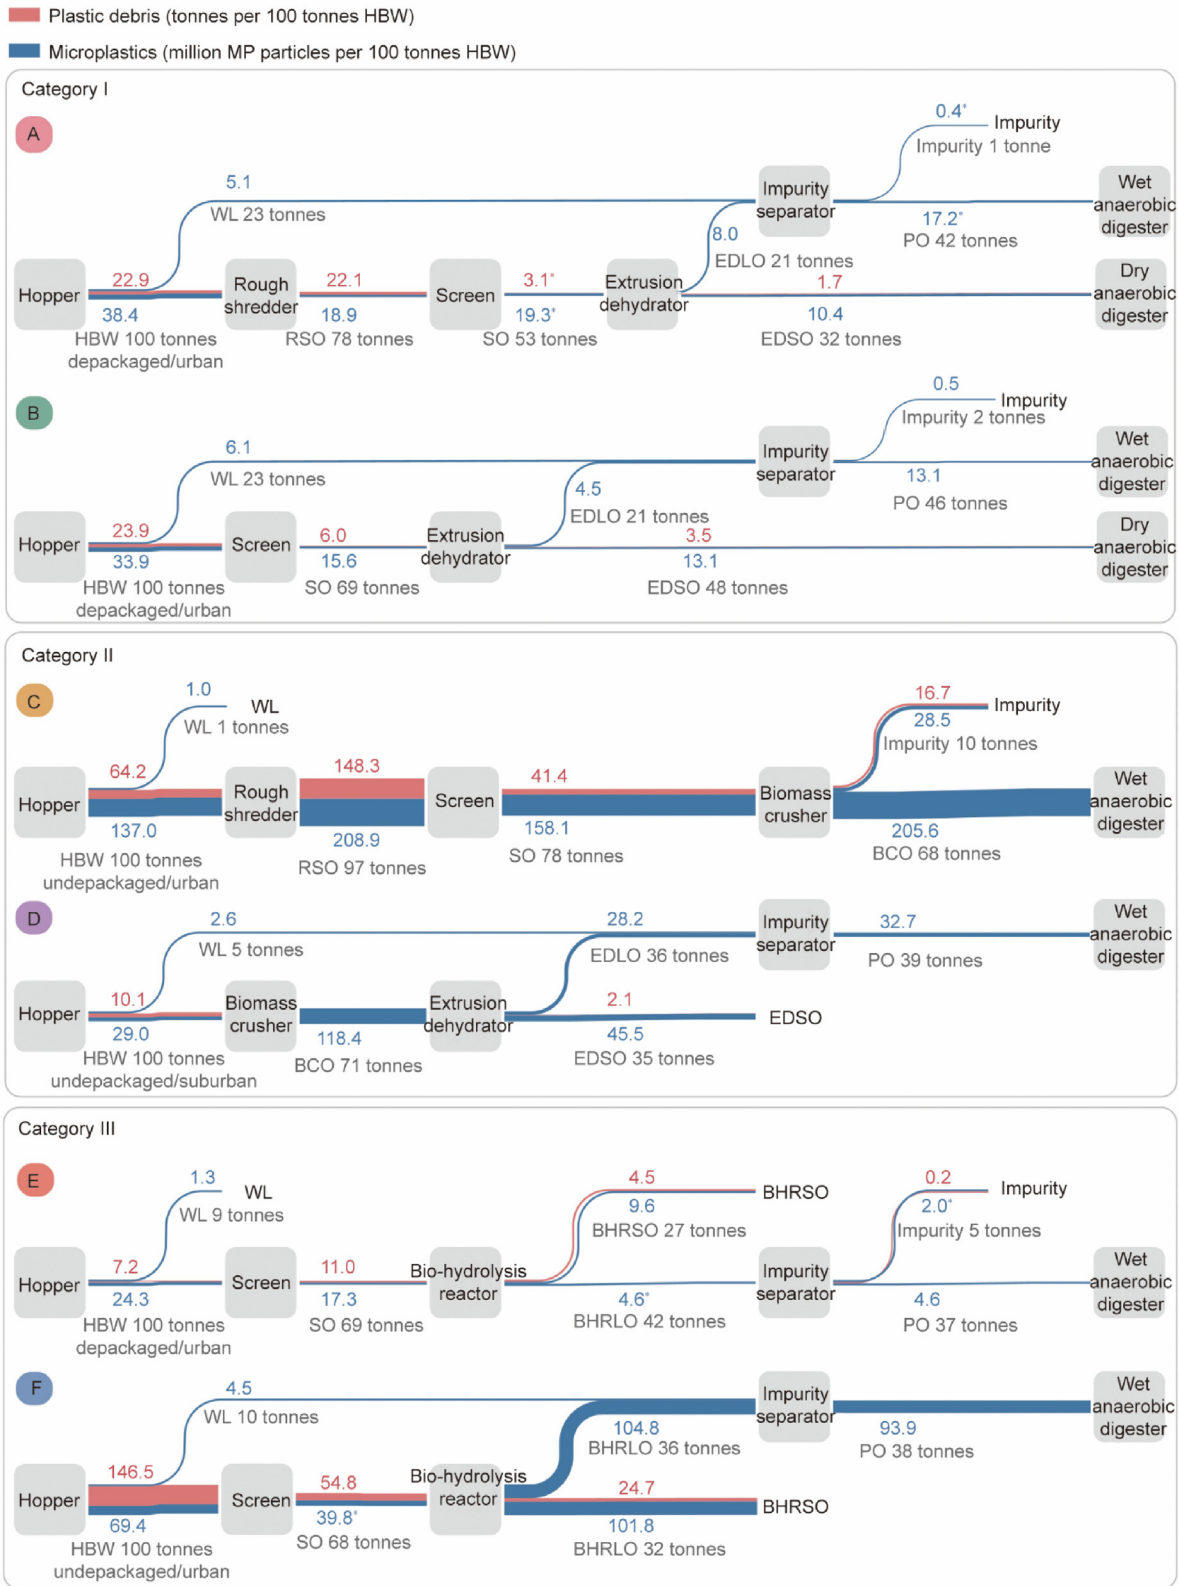 Plastic debris (tonnes per 100 tonnes HBW)
Microplastics (million MP particles per 100 tonnes HBW)
Category I
A
0.4*
Impurity
Impurity 1 tonne
5.1
WL 23 tonnes
Impurity
separator
Wet
anaerobic
digester
17.2*
PO 42 tonnes
8.0
EDLO 21 tonnes
Hopper
22.9
38.4
HBW 100 tonnes
depackaged/urban
Rough
shredder
22.1
18.9
RSO 78 tonnes
Screen
3.1*
19.3*
SO 53 tonnes
Extrusion
dehydrator
1.7
10.4
EDSO 32 tonnes
Dry
anaerobic
digester
B
0.5
Impurity
Impurity 2 tonnes
6.1
WL 23 tonnes
Impurity
separator
Wet
anaerobic
digester
13.1
PO 46 tonnes
4.5
EDLO 21 tonnes
Hopper
23.9
33.9
HBW 100 tonnes
depackaged/urban
Screen
6.0
15.6
SO 69 tonnes
Extrusion
dehydrator
3.5
13.1
EDSO 48 tonnes
Dry
anaerobic
digester
Category II
C
1.0
WL
WL 1 tonnes
16.7
Impurity
28.5
Impurity 10 tonnes
Hopper
64.2
137.0
HBW 100 tonnes
undepackaged/urban
Rough
shredder
148.3
208.9
RSO 97 tonnes
Screen
41.4
158.1
SO 78 tonnes
Biomass
crusher
205.6
BCO 68 tonnes
Wet
anaerobic
digester
D
2.6
WL 5 tonnes
28.2
EDLO 36 tonnes
Impurity
separator
32.7
PO 39 tonnes
Wet
anaerobic
digester
Hopper
10.1
29.0
HBW 100 tonnes
undepackaged/suburban
Biomass
crusher
118.4
BCO 71 tonnes
Extrusion
dehydrator
2.1
45.5
EDSO 35 tonnes
EDSO
Category III
E
1.3
WL
WL 9 tonnes
4.5
BHRSO
9.6
BHRSO 27 tonnes
0.2
Impurity
2.0*
Impurity 5 tonnes
Hopper
7.2
24.3
HBW 100 tonnes
depackaged/urban
Screen
11.0
17.3
SO 69 tonnes
Bio-hydrolysis
reactor
4.6*
BHRLO 42 tonnes
Impurity
separator
4.6
PO 37 tonnes
Wet
anaerobic
digester
F
4.5
WL 10 tonnes
104.8
BHRLO 36 tonnes
Impurity
separator
93.9
PO 38 tonnes
Wet
anaerobic
digester
Hopper
146.5
69.4
HBW 100 tonnes
undepackaged/urban
Screen
54.8
39.8*
SO 68 tonnes
Bio-hydrolysis
reactor
24.7
BHRSO
101.8
BHRLO 32 tonnes